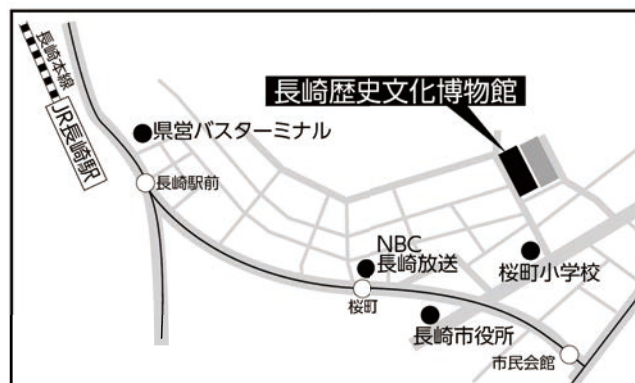 長崎本線
JR長崎駅
長崎歴史文化博物館
県営バスターミナル
長崎駅前
NBC
長崎放送
桜町
桜町小学校
長崎市役所
市民会館